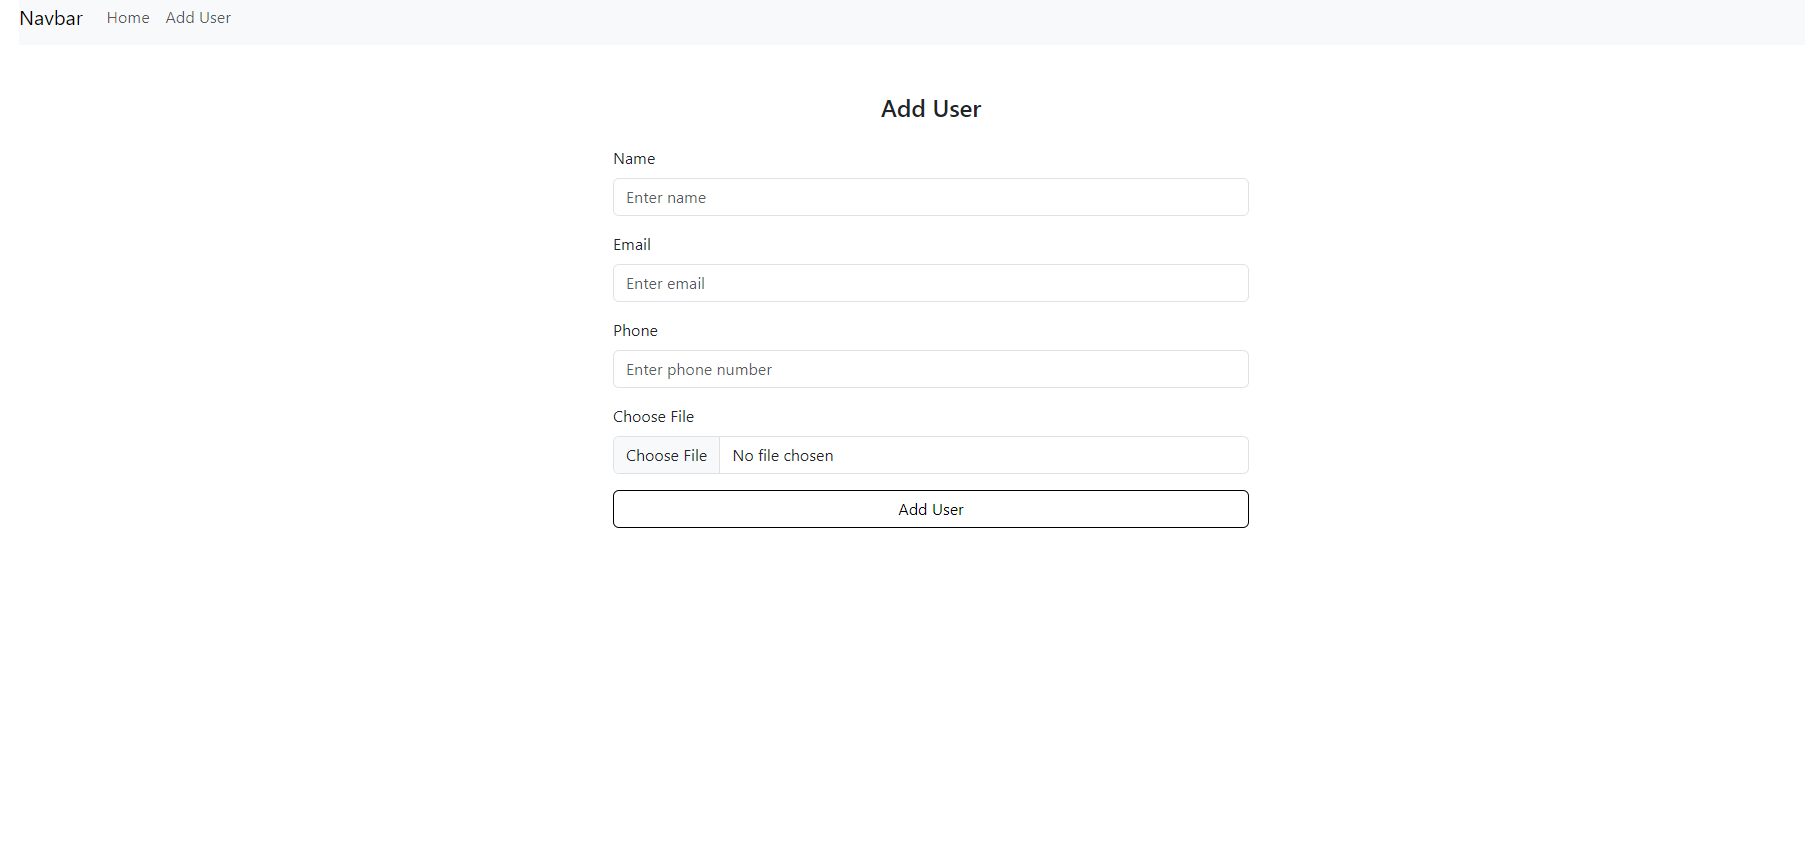 Navbar Home Add User
Add User
Name
Enter name
Email
Enter email
Phone
Enter phone number
Choose File
Choose File No file chosen
Add User